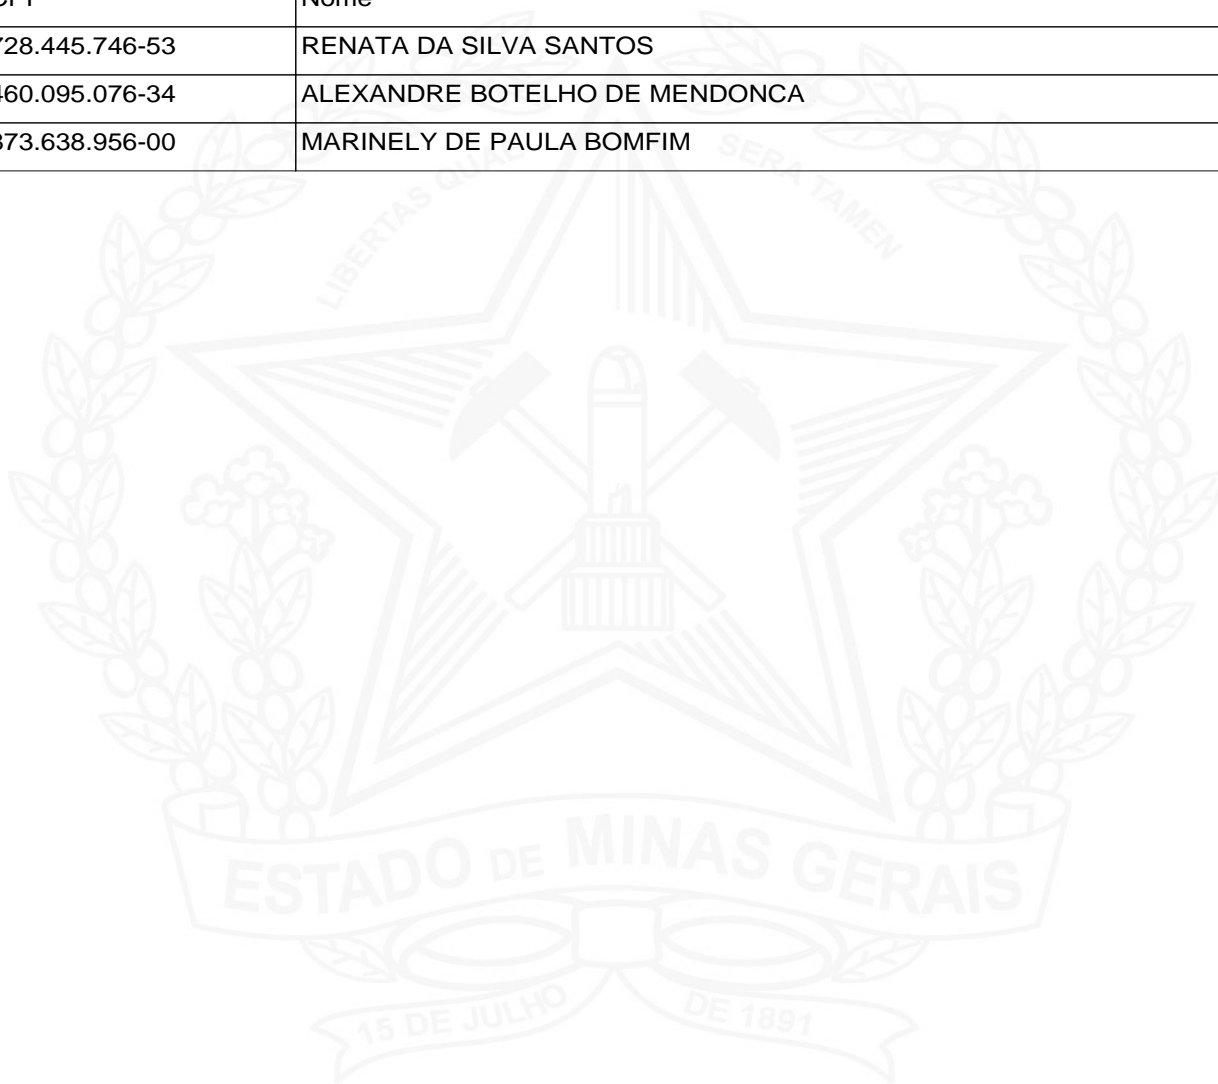 Nome
728.445.746-53 RENATA DA SILVA SANTOS
460.095.076-34 ALEXANDRE BOTELHO DE MENDONCA
873.638.956-00 MARINELY DE PAULA BOMFIM
LIBERTAS QUAE SERA TAMEN
ESTADO DE MINAS GERAIS
15 DE JULHO DE 1891